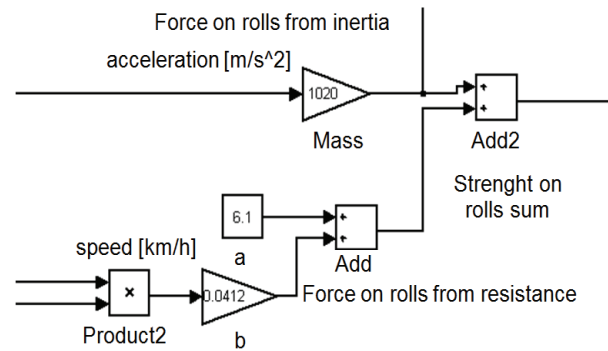 Force on rolls from inertia
acceleration [m/s^2]
1020
Mass
+
+
Add2
Strenght on
rolls sum
6.1
a
+
+
Add
Force on rolls from resistance
speed [km/h]
×
Product2
0.0412
b